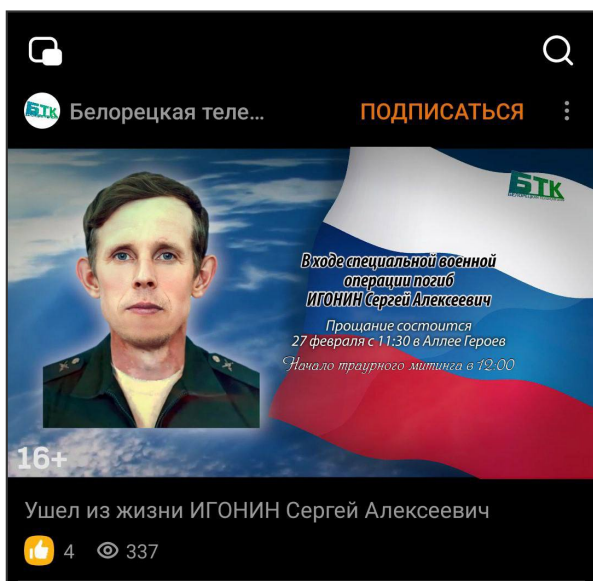 БТК
Белорецкая теле...
ПОДПИСАТЬСЯ
БТК
В ходе специальной военной
операции погиб
ИГОНИН Сергей Алексеевич
Прощание состоится
27 февраля с 11:30 в Аллее Героев
Начало траурного митинга в 12:00
16+
Ушел из жизни ИГОНИН Сергей Алексеевич
4
337